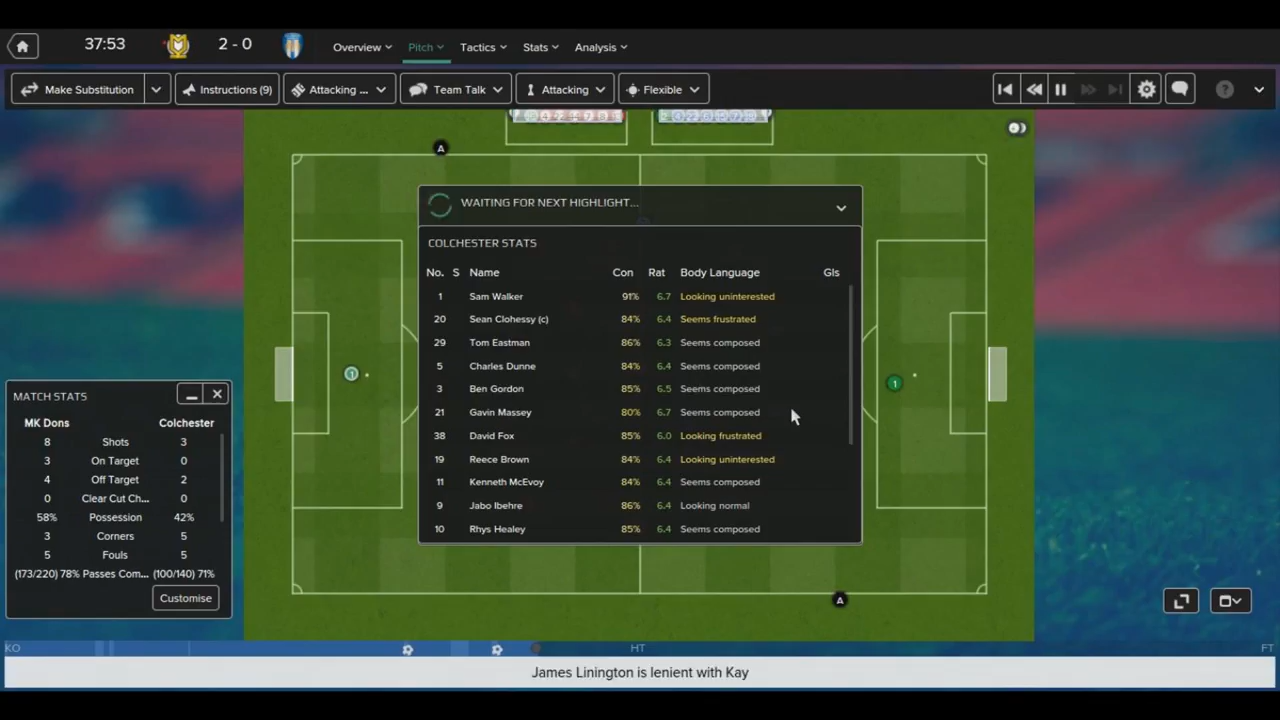 37:53 2 - 0 Overview Pitch Tactics Stats Analysis
Make Substitution Instructions (9) Attacking ... Team Talk Attacking Flexible
A
WAITING FOR NEXT HIGHLIGHT...
COLCHESTER STATS
No. S Name Con Rat Body Language Gls
1 Sam Walker 91% 6.7 Looking uninterested
20 Sean Clohessy (c) 84% 6.4 Seems frustrated
29 Tom Eastman 86% 6.3 Seems composed
5 Charles Dunne 84% 6.4 Seems composed
3 Ben Gordon 85% 6.5 Seems composed
21 Gavin Massey 80% 6.7 Seems composed
38 David Fox 85% 6.0 Looking frustrated
19 Reece Brown 84% 6.4 Looking uninterested
11 Kenneth McEvoy 84% 6.4 Seems composed
9 Jabo Ibehre 86% 6.4 Looking normal
10 Rhys Healey 85% 6.4 Seems composed
1
1
MATCH STATS
MK Dons Colchester
8 Shots 3
3 On Target 0
4 Off Target 2
0 Clear Cut Ch... 0
58% Possession 42%
3 Corners 5
5 Fouls 5
(173/220) 78% Passes Com... (100/140) 71%
Customise
A
KO HT FT
James Linington is lenient with Kay